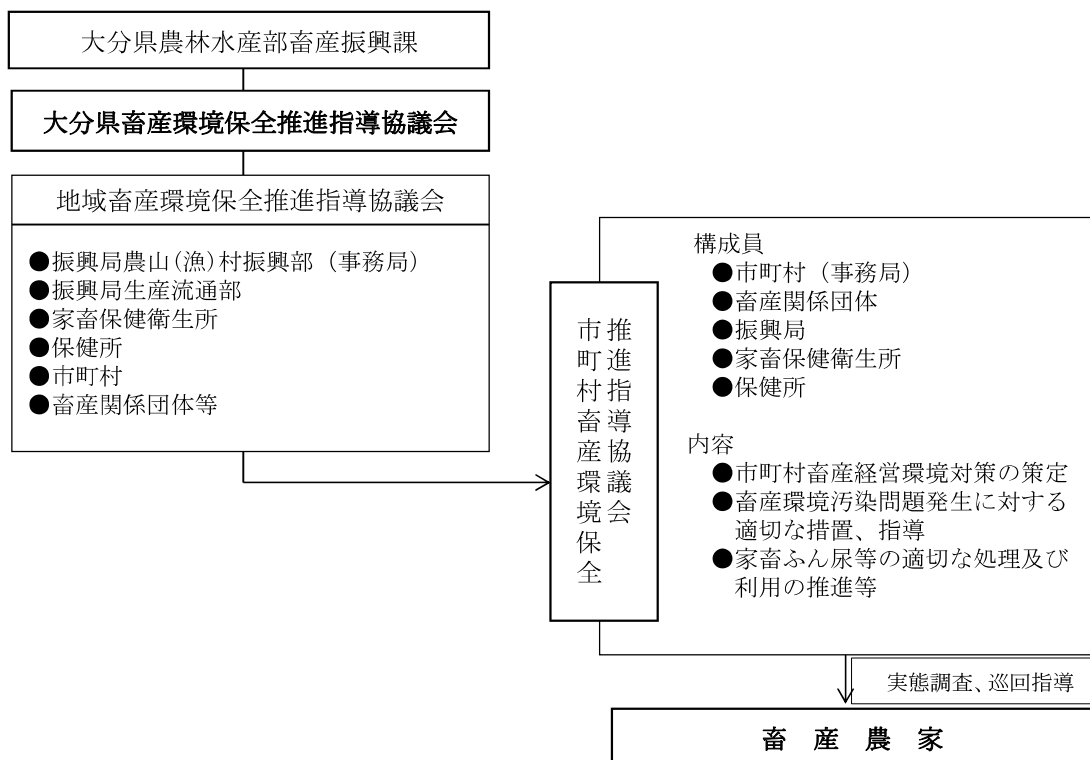 大分県農林水産部畜産振興課
大分県畜産環境保全推進指導協議会
地域畜産環境保全推進指導協議会
●振興局農山(漁)村振興部（事務局）
●振興局生産流通部
●家畜保健衛生所
●保健所
●市町村
●畜産関係団体等
市町村畜産環境保全
推進指導協議会
構成員
●市町村（事務局）
●畜産関係団体
●振興局
●家畜保健衛生所
●保健所
内容
●市町村畜産経営環境対策の策定
●畜産環境汚染問題発生に対する
適切な措置、指導
●家畜ふん尿等の適切な処理及び
利用の推進等
実態調査、巡回指導
畜 産 農 家